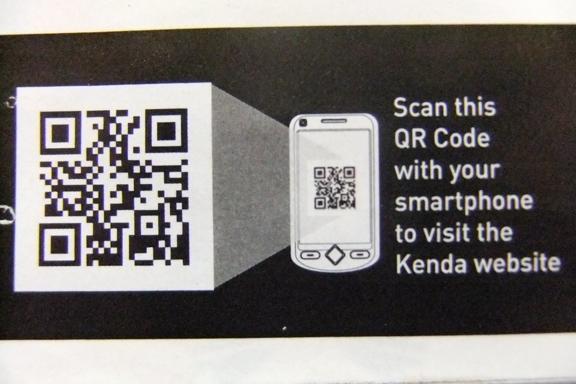 Scan this
QR Code
with your
smartphone
to visit the
Kenda website